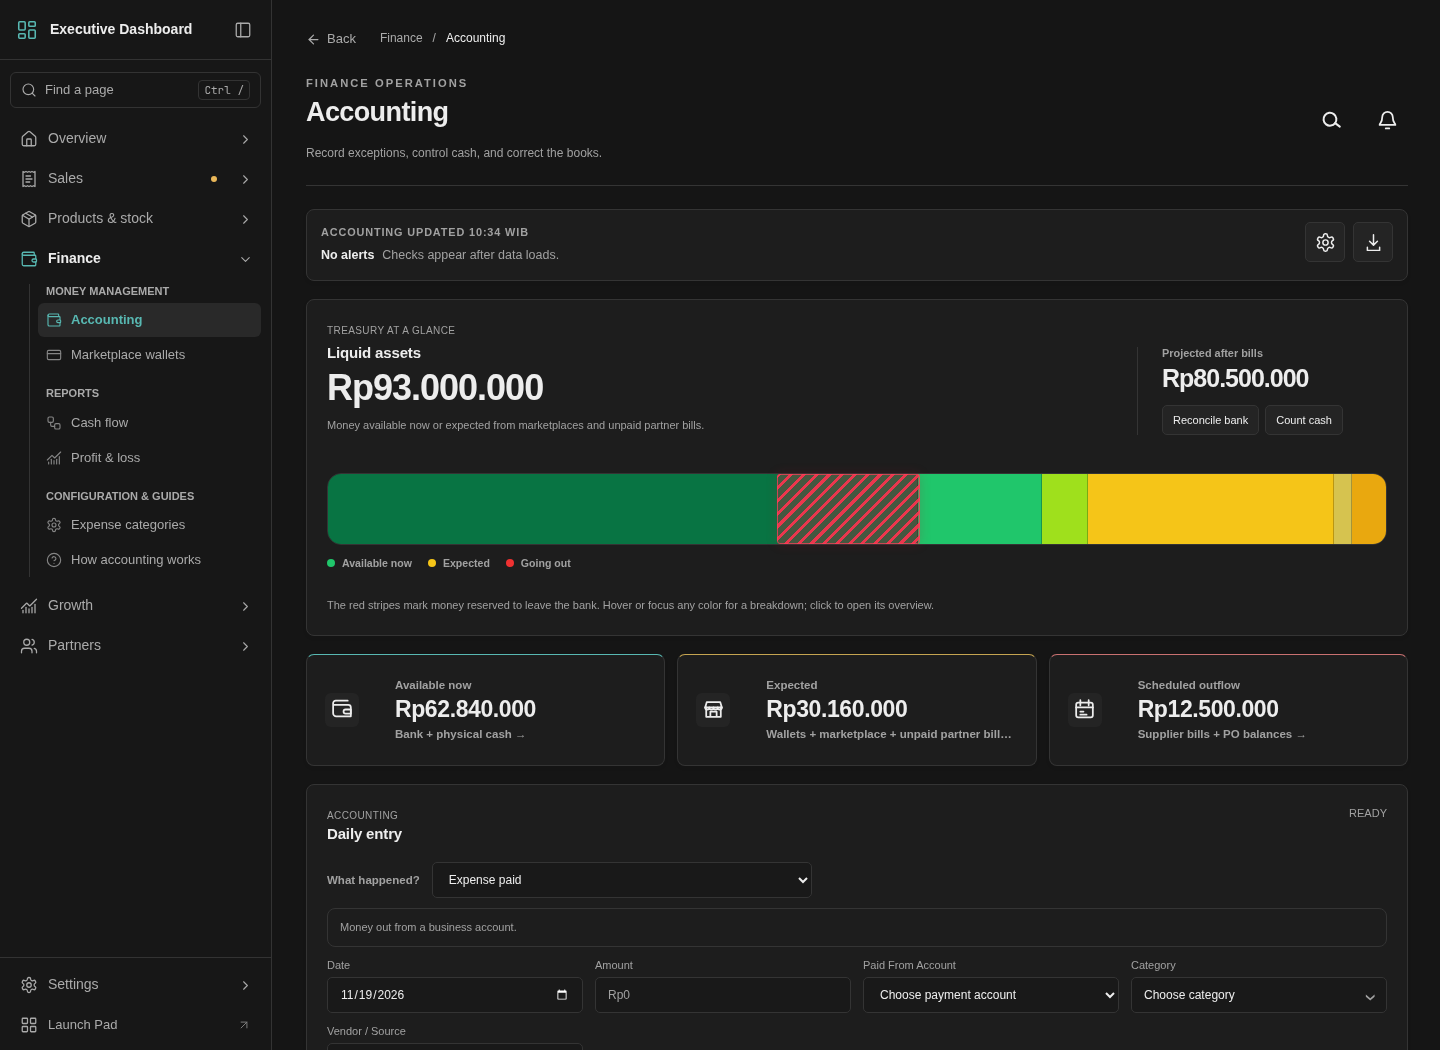 Executive Dashboard
Find a page
Ctrl /
Overview
Sales
Products & stock
Finance
MONEY MANAGEMENT
Accounting
Marketplace wallets
REPORTS
Cash flow
Profit & loss
CONFIGURATION & GUIDES
Expense categories
How accounting works
Growth
Partners
Settings
Launch Pad
Back
Finance / Accounting
FINANCE OPERATIONS
Accounting
Record exceptions, control cash, and correct the books.
ACCOUNTING UPDATED 10:34 WIB
No alerts Checks appear after data loads.
TREASURY AT A GLANCE
Liquid assets
Rp93.000.000
Money available now or expected from marketplaces and unpaid partner bills.
Projected after bills
Rp80.500.000
Reconcile bank
Count cash
Available now
Expected
Going out
The red stripes mark money reserved to leave the bank. Hover or focus any color for a breakdown; click to open its overview.
Available now
Rp62.840.000
Bank + physical cash →
Expected
Rp30.160.000
Wallets + marketplace + unpaid partner bill…
Scheduled outflow
Rp12.500.000
Supplier bills + PO balances →
ACCOUNTING
READY
Daily entry
What happened?
Expense paid
Money out from a business account.
Date
Amount
Paid From Account
Category
11/19/2026
Rp0
Choose payment account
Choose category
Vendor / Source